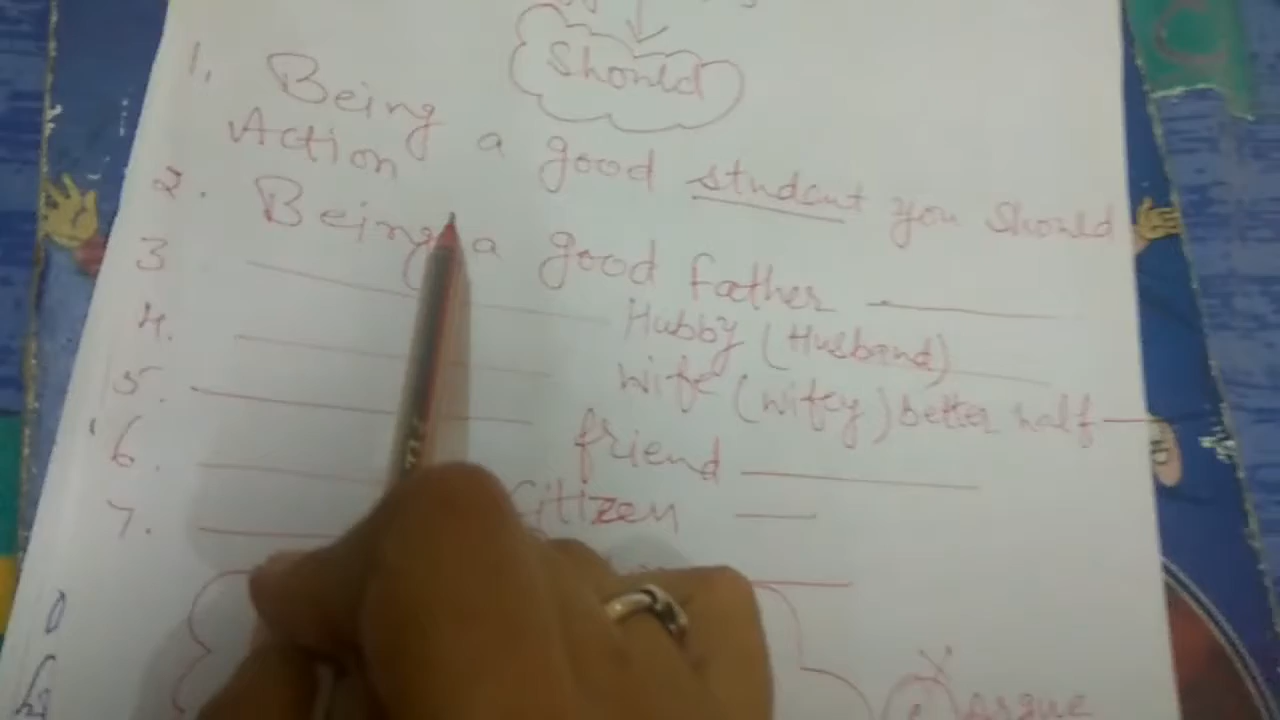 Should
1. Being a good student you should
Action
2. Being a good father
3 Hubby (Husband)
4. wife (wifey) better half
5. friend
6. Citizen
7.
Argue